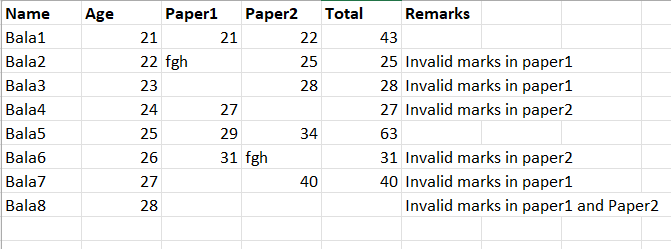 Name Age Paper1 Paper2 Total Remarks
Bala1 21 21 22 43
Bala2 22 fgh 25 25 Invalid marks in paper1
Bala3 23 28 28 Invalid marks in paper1
Bala4 24 27 27 Invalid marks in paper2
Bala5 25 29 34 63
Bala6 26 31 fgh 31 Invalid marks in paper2
Bala7 27 40 40 Invalid marks in paper1
Bala8 28 Invalid marks in paper1 and Paper2